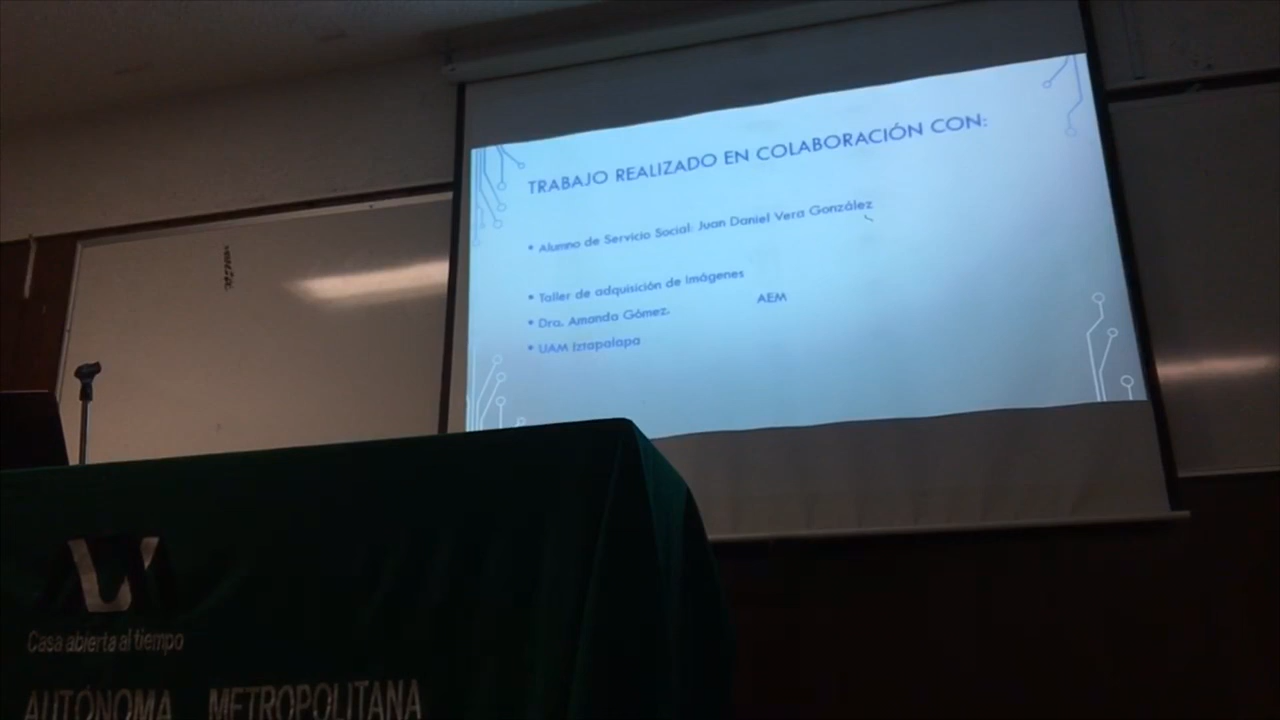 TRABAJO REALIZADO EN COLABORACIÓN CON:
• Alumno de Servicio Social: Juan Daniel Vera González
• Taller de adquisición de Imágenes
• Dra. Amanda Gómez, AEM
• UAM Iztapalapa
Casa abierta al tiempo
AUTÓNOMA METROPOLITANA